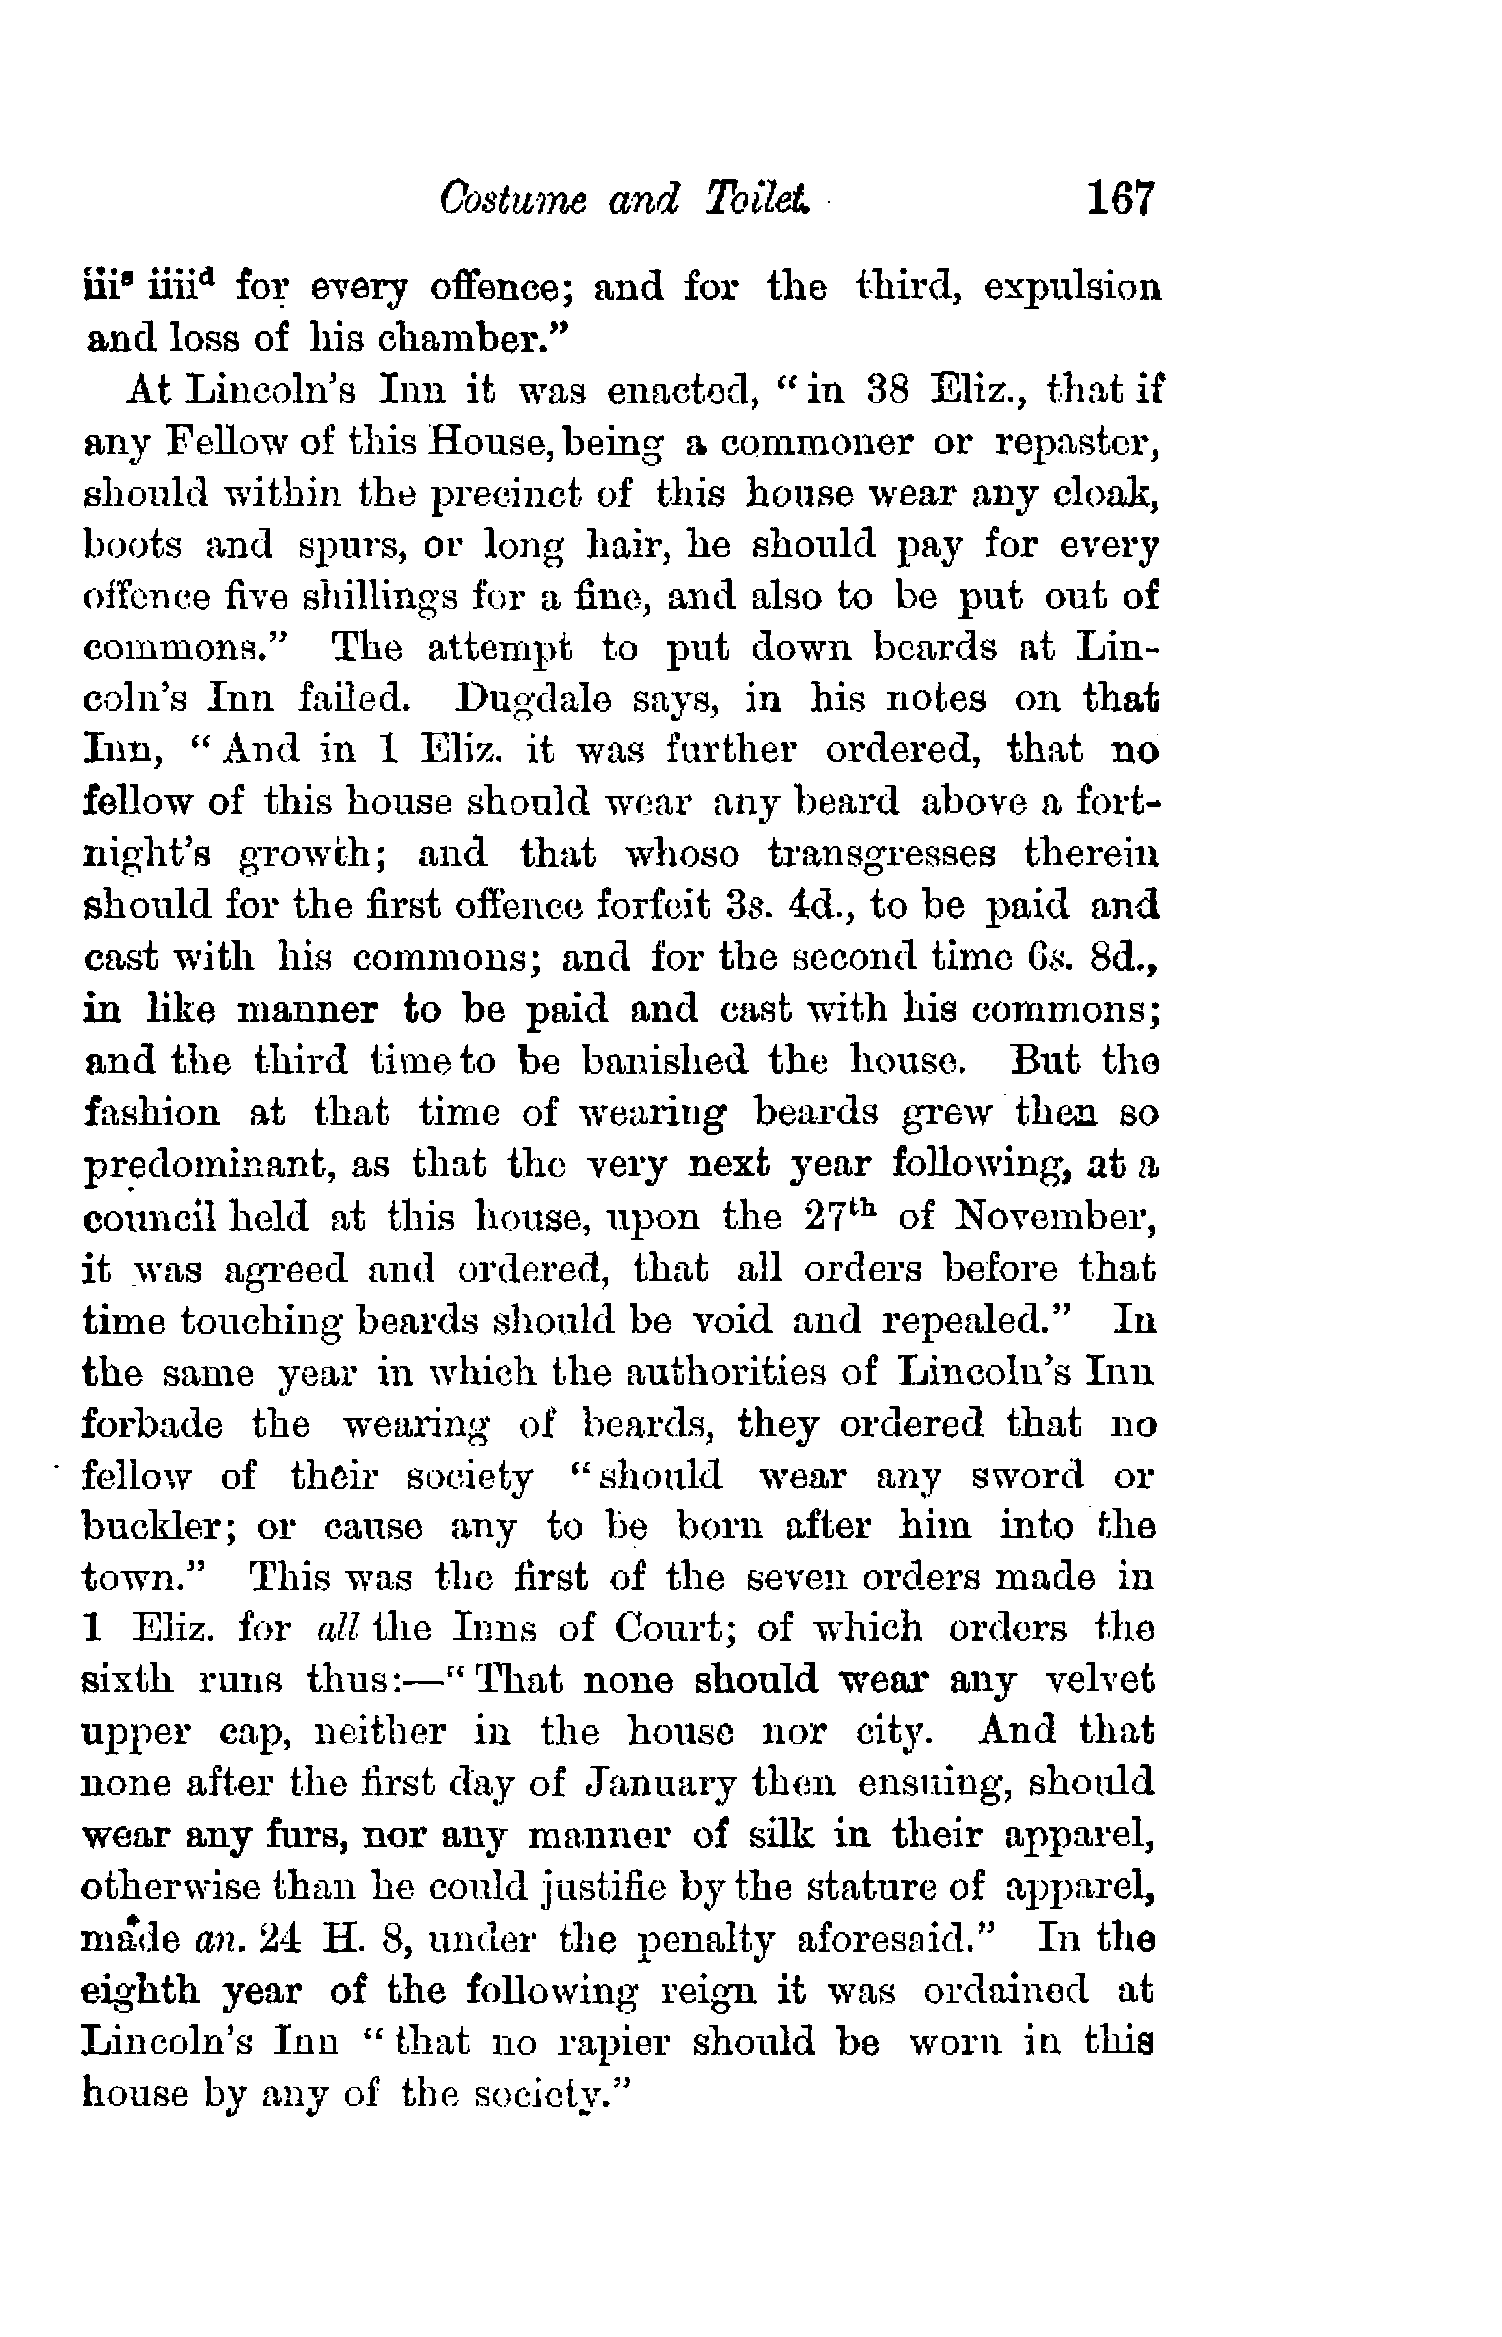 Costume and Toilet. 167
iiiˢ iiiiᵈ for every offence; and for the third, expulsion
and loss of his chamber."
At Lincoln's Inn it was enacted, "in 38 Eliz., that if
any Fellow of this House, being a commoner or repaster,
should within the precinct of this house wear any cloak,
boots and spurs, or long hair, he should pay for every
offence five shillings for a fine, and also to be put out of
commons." The attempt to put down beards at Lin-
coln's Inn failed. Dugdale says, in his notes on that
Inn, "And in 1 Eliz. it was further ordered, that no
fellow of this house should wear any beard above a fort-
night's growth; and that whoso transgresses therein
should for the first offence forfeit 3s. 4d., to be paid and
cast with his commons; and for the second time 6s. 8d.,
in like manner to be paid and cast with his commons;
and the third time to be banished the house. But the
fashion at that time of wearing beards grew then so
predominant, as that the very next year following, at a
council held at this house, upon the 27ᵗʰ of November,
it was agreed and ordered, that all orders before that
time touching beards should be void and repealed." In
the same year in which the authorities of Lincoln's Inn
forbade the wearing of beards, they ordered that no
fellow of their society "should wear any sword or
buckler; or cause any to be born after him into the
town." This was the first of the seven orders made in
1 Eliz. for all the Inns of Court; of which orders the
sixth runs thus:—"That none should wear any velvet
upper cap, neither in the house nor city. And that
none after the first day of January then ensuing, should
wear any furs, nor any manner of silk in their apparel,
otherwise than he could justifie by the stature of apparel,
made an. 24 H. 8, under the penalty aforesaid." In the
eighth year of the following reign it was ordained at
Lincoln's Inn "that no rapier should be worn in this
house by any of the society."